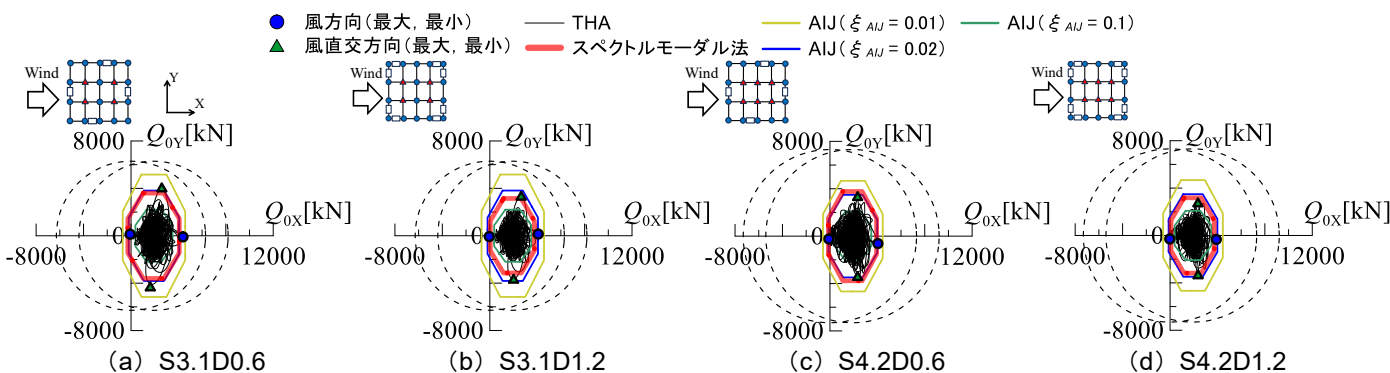 風方向(最大, 最小) THA AIJ(ξ AIJ = 0.01) AIJ(ξ AIJ = 0.1)
風直交方向(最大, 最小) スペクトルモーダル法 AIJ(ξ AIJ = 0.02)
Wind Y X Wind Wind Wind
8000 Q0Y[kN] 8000 Q0Y[kN] 8000 Q0Y[kN] 8000 Q0Y[kN]
Q0X[kN] Q0X[kN] Q0X[kN] Q0X[kN]
0 0 0 0
-8000 12000 -8000 12000 -8000 12000 -8000 12000
-8000 -8000 -8000 -8000
(a) S3.1D0.6 (b) S3.1D1.2 (c) S4.2D0.6 (d) S4.2D1.2